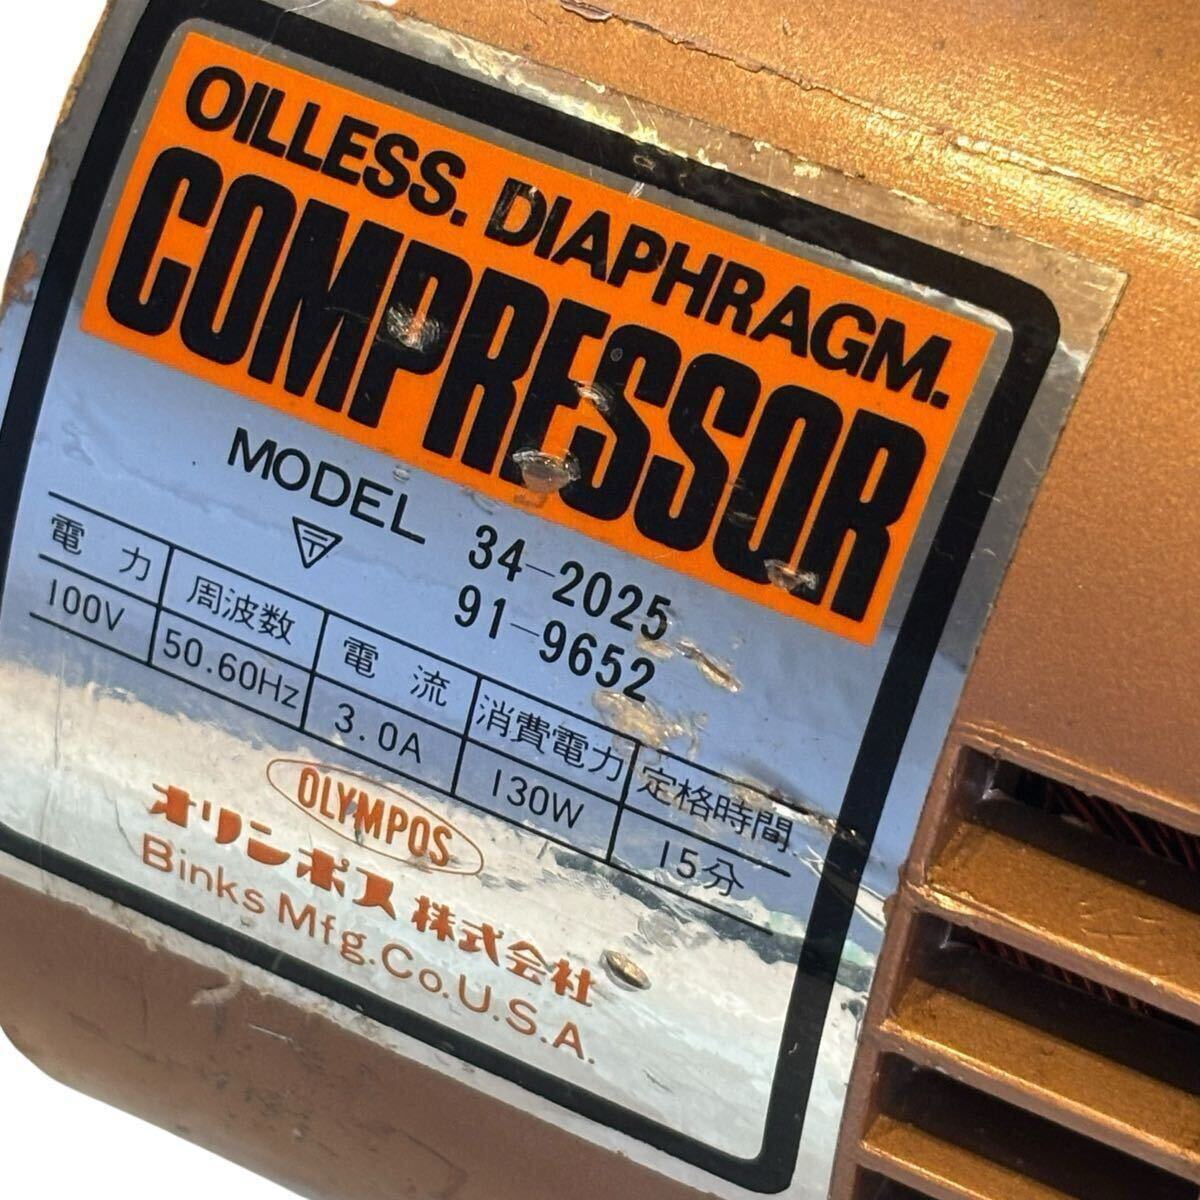 OILLESS. DIAPHRAGM.
COMPRESSOR
MODEL 34-2025
〒 91-9652
電力 周波数 電流 消費電力 定格時間
100V 50.60Hz 3.0A 130W 15分
OLYMPOS
オリンポス株式会社
Binks Mfg.Co.U.S.A.